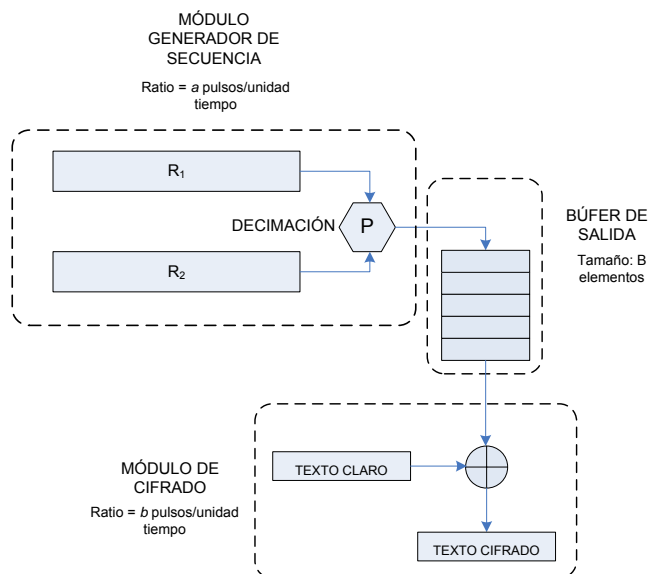 MÓDULO
GENERADOR DE
SECUENCIA
Ratio = a pulsos/unidad
tiempo
R1
DECIMACIÓN
P
R2
BÚFER DE
SALIDA
Tamaño: B
elementos
MÓDULO DE
CIFRADO
Ratio = b pulsos/unidad
tiempo
TEXTO CLARO
TEXTO CIFRADO